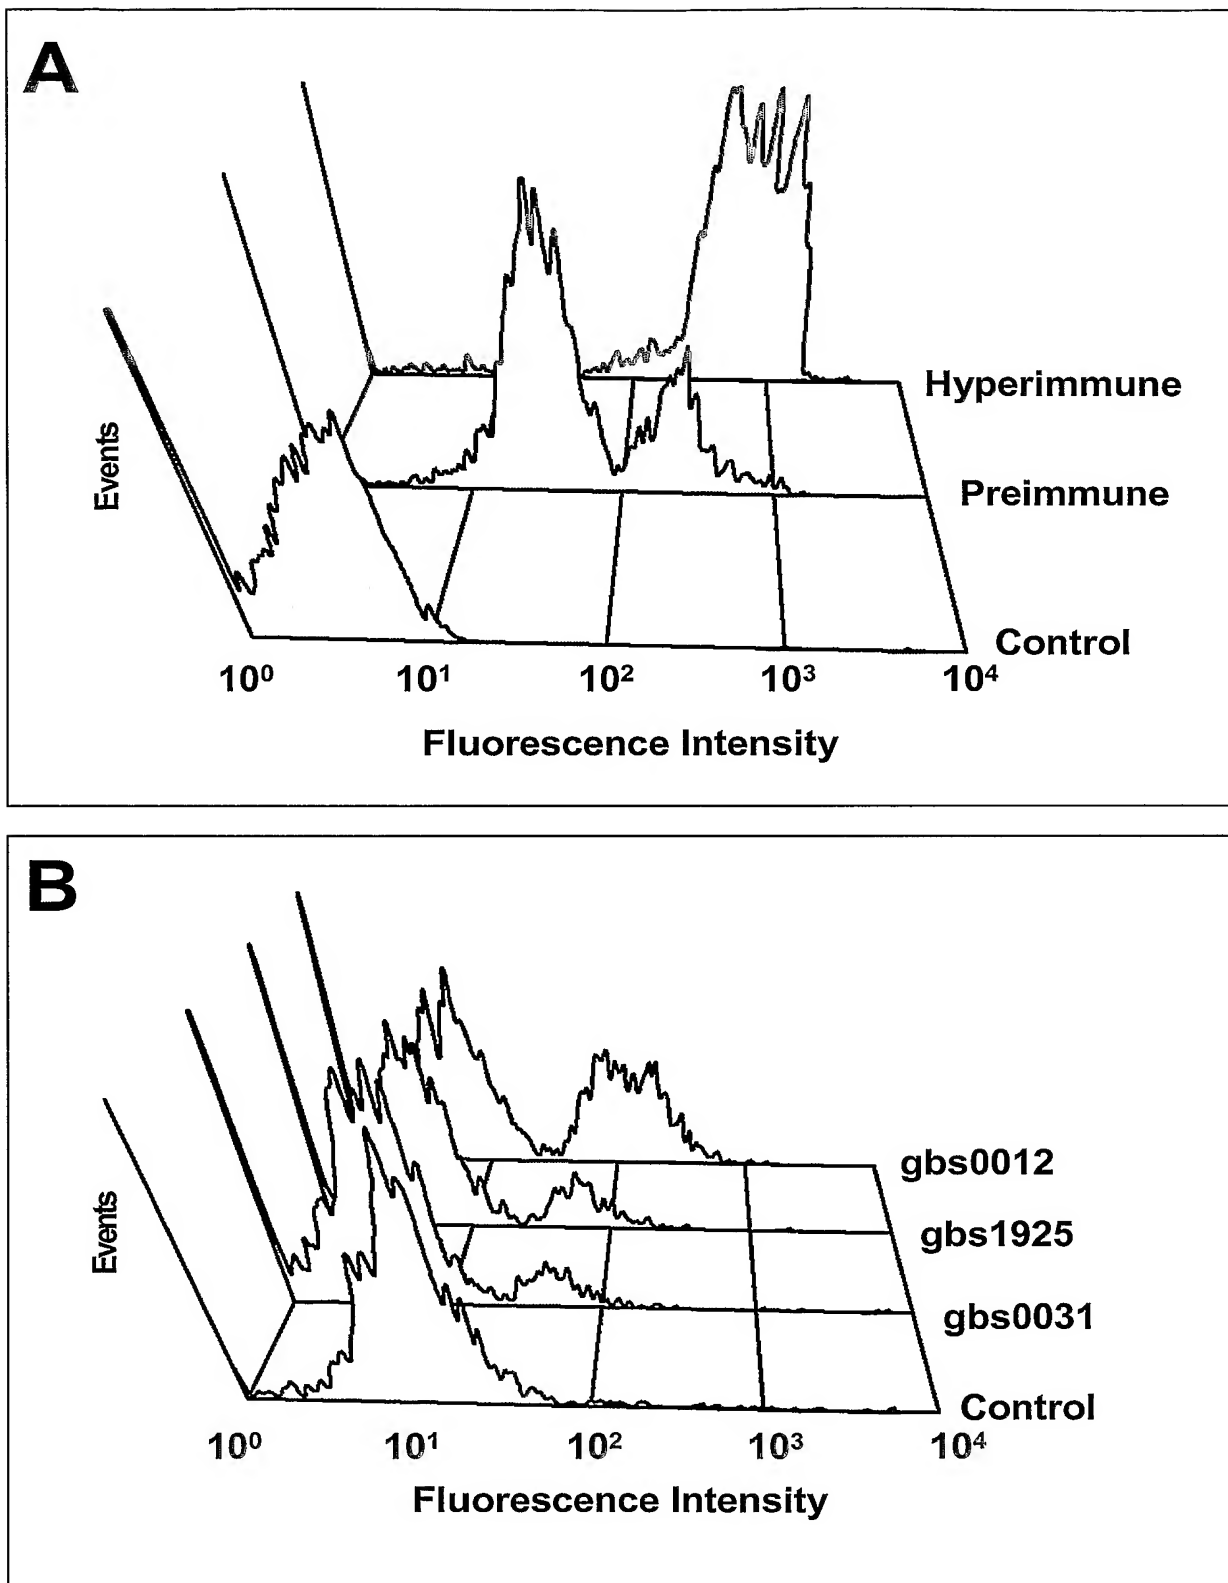 A
Events
Hyperimmune
Preimmune
Control
10⁰ 10¹ 10² 10³ 10⁴
Fluorescence Intensity
B
Events
gbs0012
gbs1925
gbs0031
Control
10⁰ 10¹ 10² 10³ 10⁴
Fluorescence Intensity